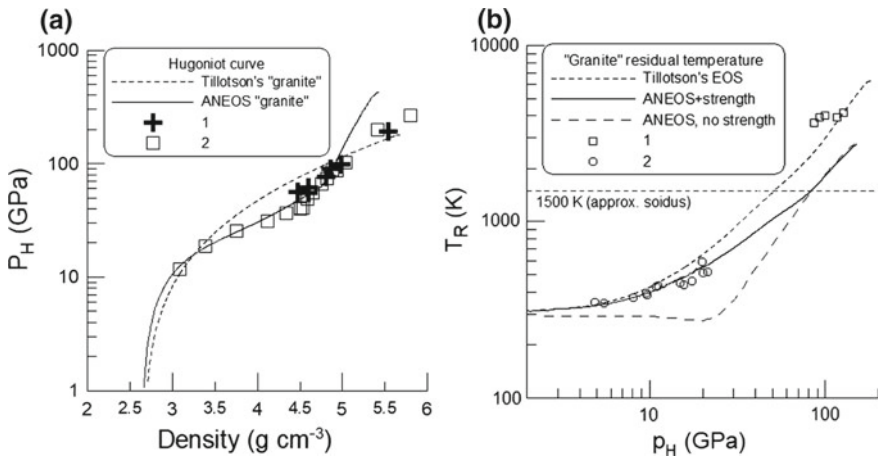 (a)
1000
100
10
1
P_H (GPa)
Hugoniot curve
Tillotson's "granite"
ANEOS "granite"
1
2
2 2.5 3 3.5 4 4.5 5 5.5 6
Density (g cm⁻³)
(b)
10000
1000
100
T_R (K)
"Granite" residual temperature
Tillotson's EOS
ANEOS+strength
ANEOS, no strength
1
2
1500 K (approx. soidus)
10 100
p_H (GPa)